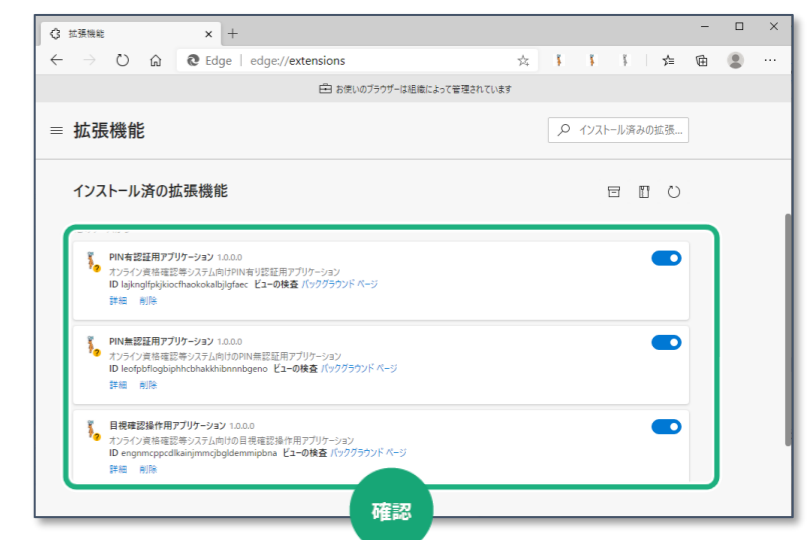 拡張機能
Edge | edge://extensions
お使いのブラウザーは組織によって管理されています
拡張機能
インストール済みの拡張...
インストール済の拡張機能
PIN有認証用アプリケーション 1.0.0.0
オンライン資格確認等システム向けPIN有り認証用アプリケーション
ID lajknglfpkjkiocfhaokokalbjlgfaec ビューの検査 バックグラウンド ページ
詳細 削除
PIN無認証用アプリケーション 1.0.0.0
オンライン資格確認等システム向けのPIN無認証用アプリケーション
ID leofpbflogbiphhcbhakkhibnnnbgeno ビューの検査 バックグラウンド ページ
詳細 削除
目視確認操作用アプリケーション 1.0.0.0
オンライン資格確認等システム向けの目視確認操作用アプリケーション
ID engnmcppcdlkainjmmcjbgldemmipbna ビューの検査 バックグラウンド ページ
詳細 削除
確認